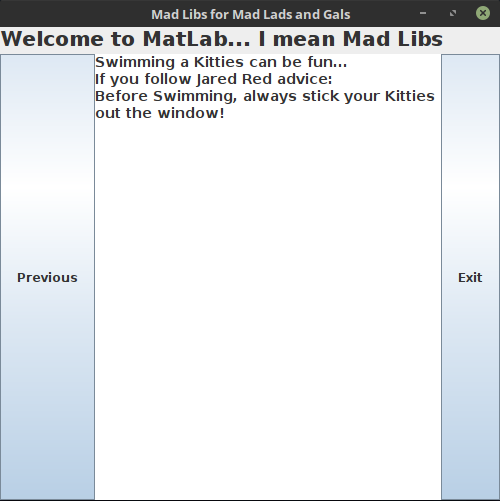 Mad Libs for Mad Lads and Gals
Welcome to MatLab... I mean Mad Libs
Previous
Swimming a Kitties can be fun...
If you follow Jared Red advice:
Before Swimming, always stick your Kitties
out the window!
Exit